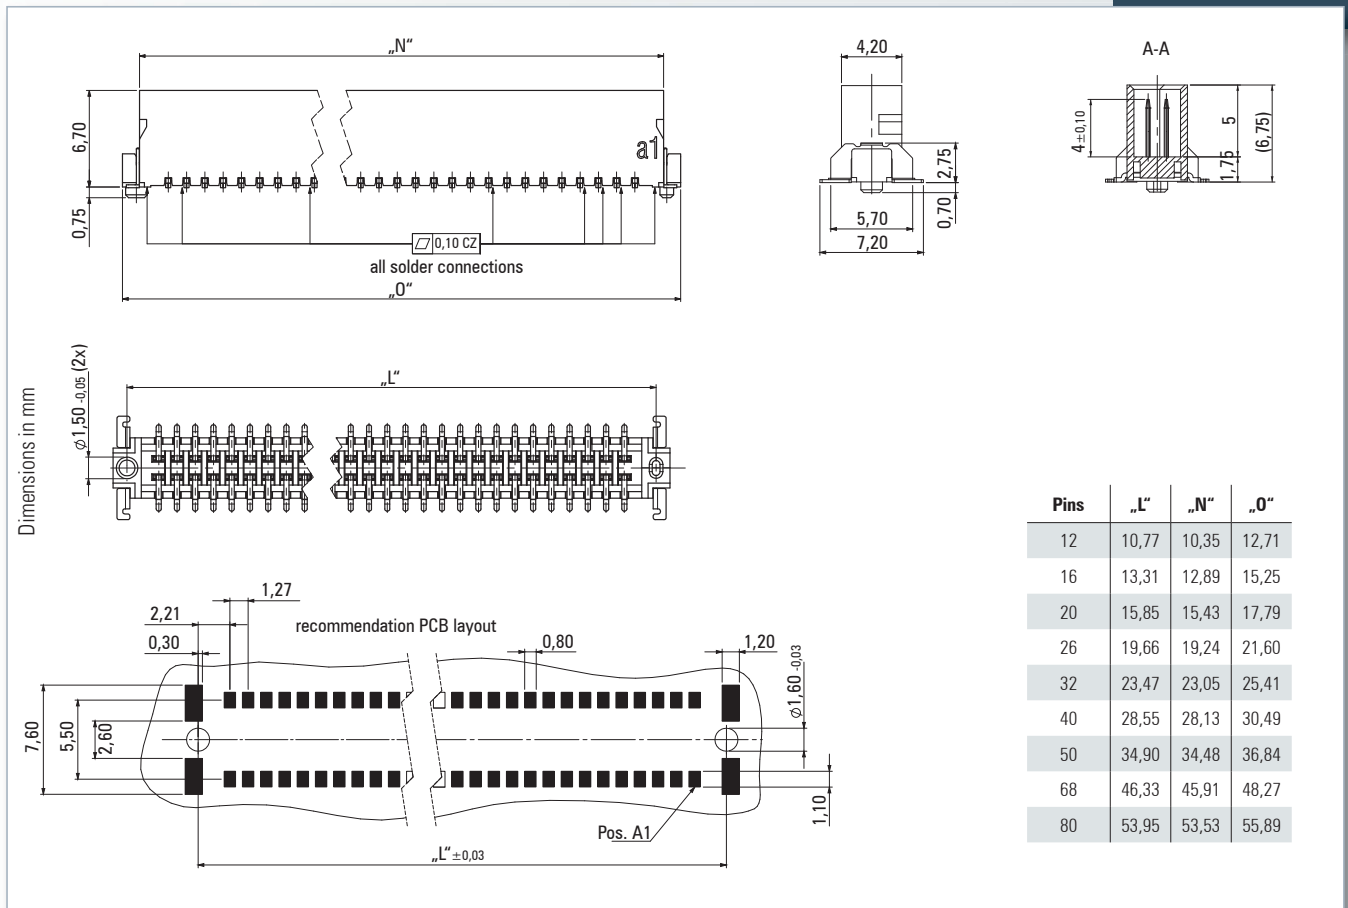 „N“
4,20
A-A
6,70
0,75
a1
0,10 CZ
all solder connections
„O“
2,75
0,70
5,70
7,20
4±0,10
5
1,75
(6,75)
Dimensions in mm
⌀1,50 -0,05 (2x)
„L“
1,27
2,21
0,30
recommendation PCB layout
0,80
1,20
⌀1,60 -0,03
7,60
5,50
2,60
1,10
Pos. A1
„L“ ±0,03
Pins „L“ „N“ „O“
12 10,77 10,35 12,71
16 13,31 12,89 15,25
20 15,85 15,43 17,79
26 19,66 19,24 21,60
32 23,47 23,05 25,41
40 28,55 28,13 30,49
50 34,90 34,48 36,84
68 46,33 45,91 48,27
80 53,95 53,53 55,89